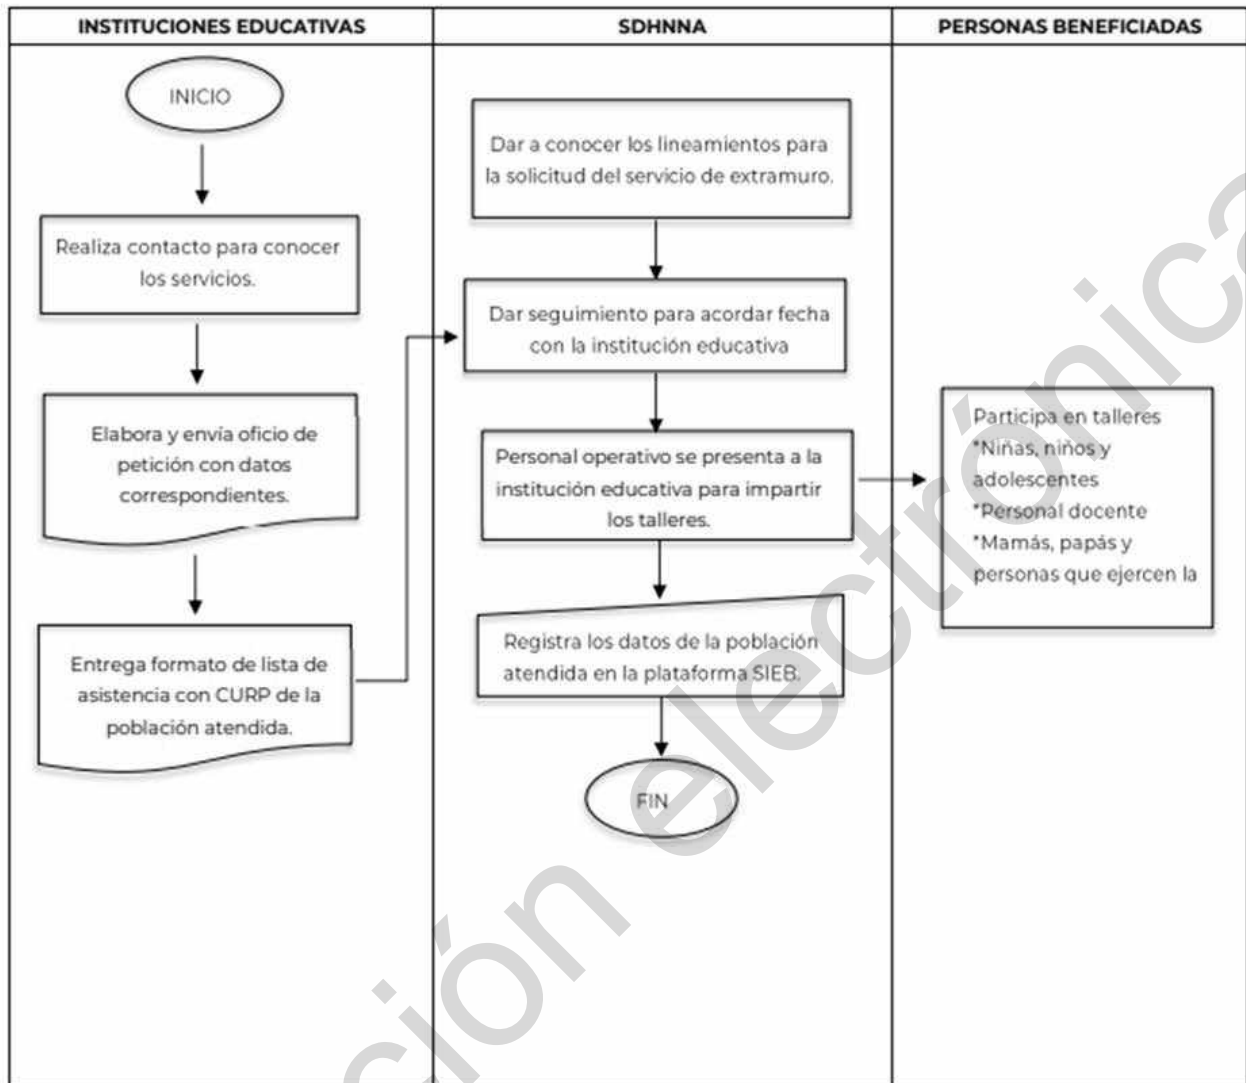 INSTITUCIONES EDUCATIVAS
SDHNNA
PERSONAS BENEFICIADAS
INICIO
Realiza contacto para conocer
los servicios.
Elabora y envía oficio de
petición con datos
correspondientes.
Entrega formato de lista de
asistencia con CURP de la
población atendida.
Dar a conocer los lineamientos para
la solicitud del servicio de extramuro.
Dar seguimiento para acordar fecha
con la institución educativa
Personal operativo se presenta a la
institución educativa para impartir
los talleres.
Registra los datos de la población
atendida en la plataforma SIEB.
FIN
Participa en talleres
*Niñas, niños y
adolescentes
*Personal docente
*Mamás, papás y
personas que ejercen la
ción electrónica